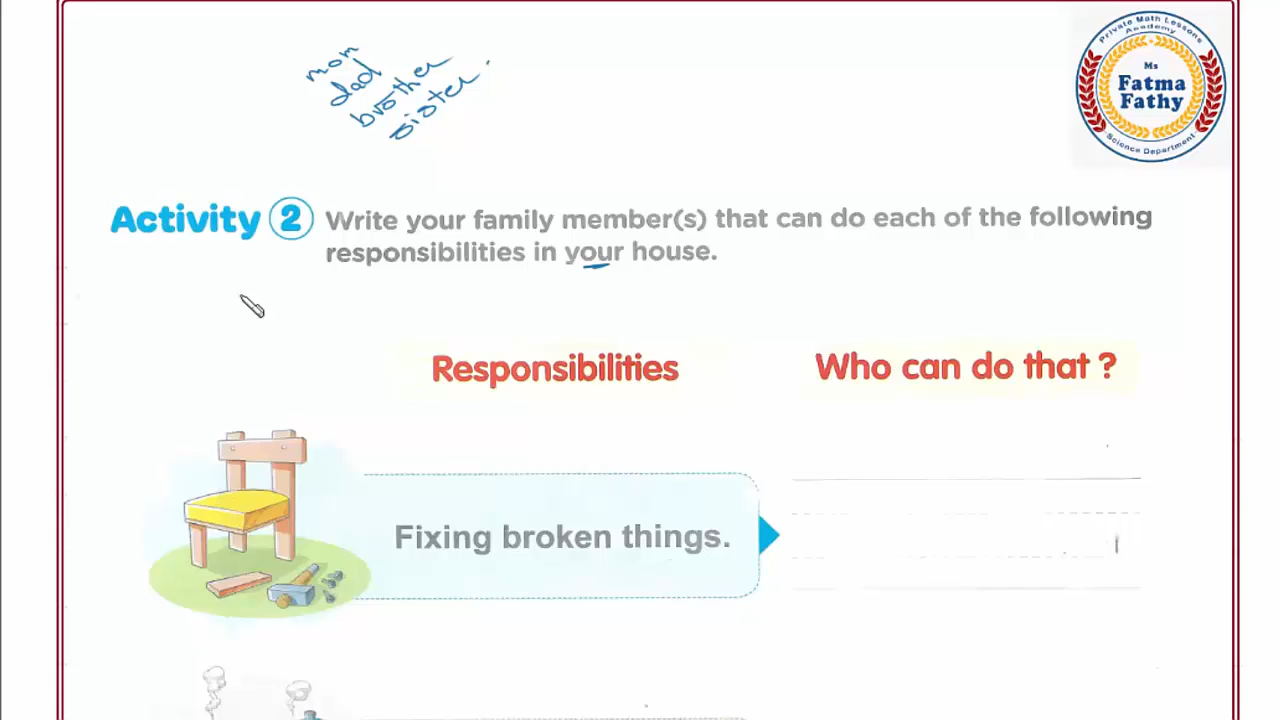 mom
dad
brother
sister.
Private Math Lessons
Academy
Ms
Fatma
Fathy
Science Department
Activity 2 Write your family member(s) that can do each of the following
responsibilities in your house.
Responsibilities
Who can do that ?
Fixing broken things.